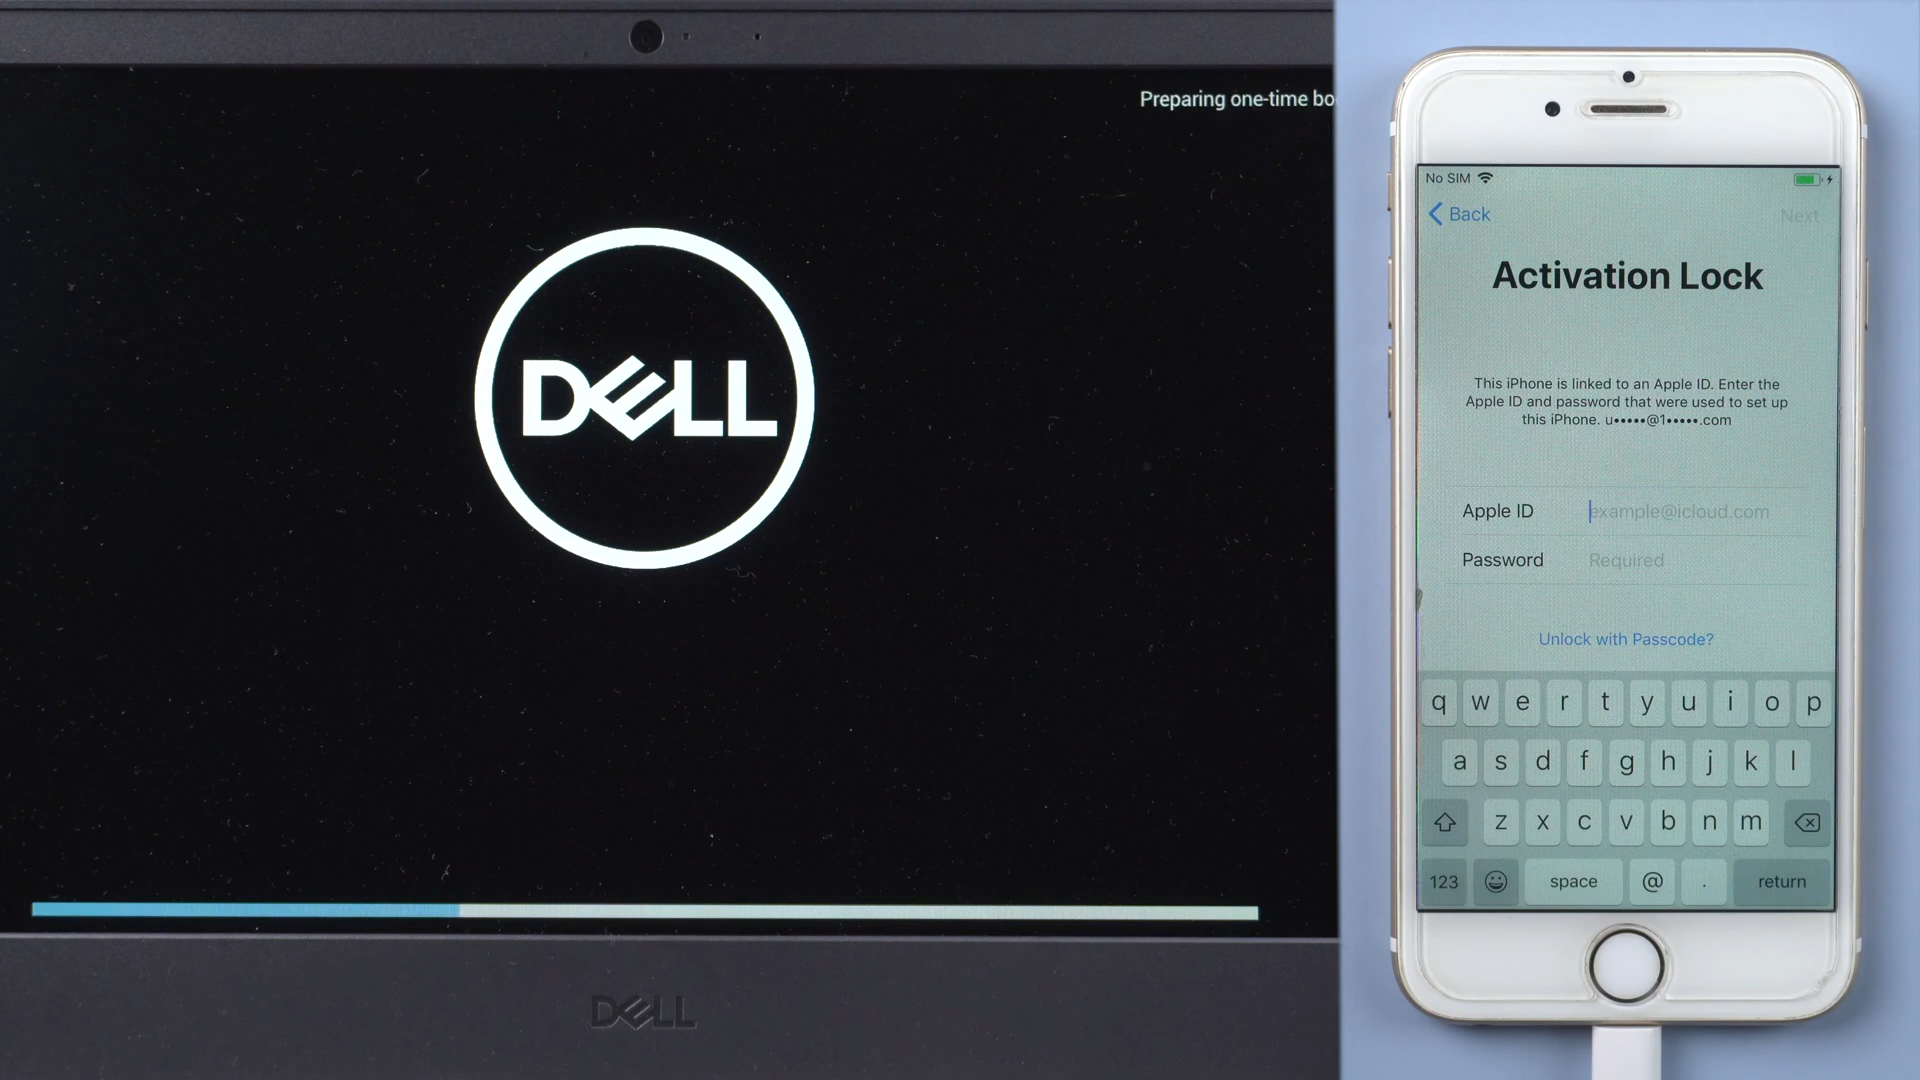 Preparing one-time bo
DELL
DELL
No SIM
Back
Next
Activation Lock
This iPhone is linked to an Apple ID. Enter the
Apple ID and password that were used to set up
this iPhone. u•••••@1•••••.com
Apple ID example@icloud.com
Password Required
Unlock with Passcode?
q w e r t y u i o p
a s d f g h j k l
z x c v b n m
123 space @ . return